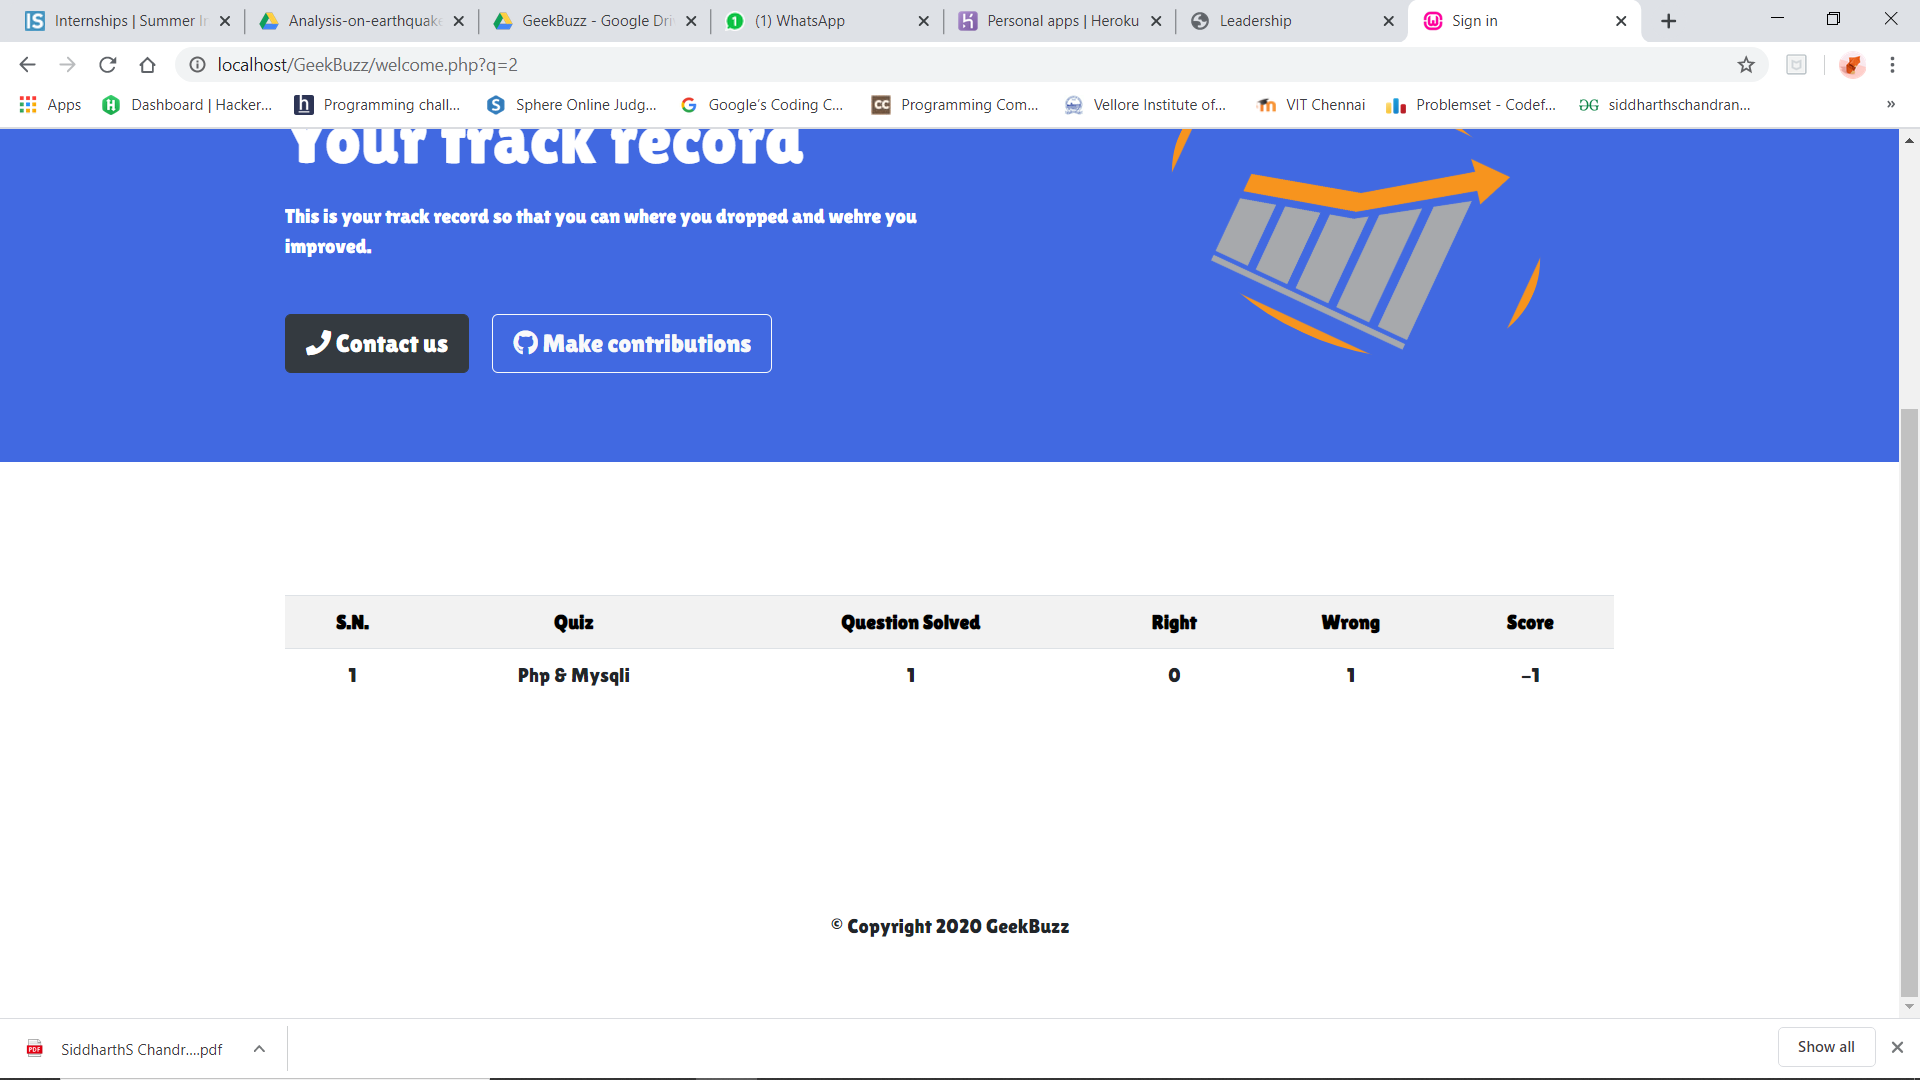 Internships | Summer In
Analysis-on-earthquake
GeekBuzz - Google Driv
(1) WhatsApp
Personal apps | Heroku
Leadership
Sign in
localhost/GeekBuzz/welcome.php?q=2
Apps
Dashboard | Hacker...
Programming chall...
Sphere Online Judg...
Google's Coding C...
Programming Com...
Vellore Institute of...
VIT Chennai
Problemset - Codef...
siddharthschandran...
»
Your track record
This is your track record so that you can where you dropped and wehre you
improved.
Contact us
Make contributions
S.N. Quiz Question Solved Right Wrong Score
1 Php & Mysqli 1 0 1 -1
© Copyright 2020 GeekBuzz
SiddharthS Chandr....pdf
Show all